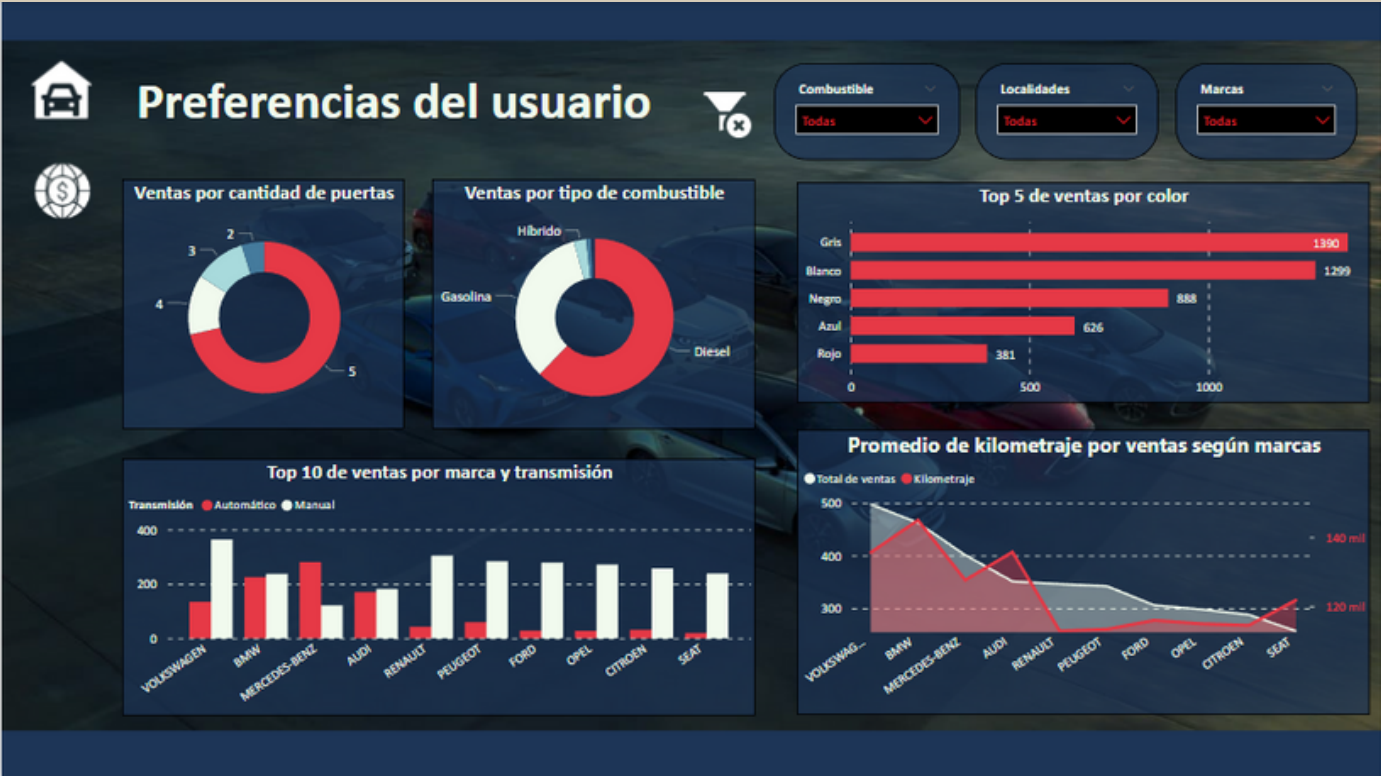 Preferencias del usuario
Combustible
Todas
Localidades
Todas
Marcas
Todas
Ventas por cantidad de puertas
2
3
4
5
Ventas por tipo de combustible
Híbrido
Gasolina
Diesel
Top 5 de ventas por color
Gris 1390
Blanco 1299
Negro 888
Azul 626
Rojo 381
0 500 1000
Top 10 de ventas por marca y transmisión
Transmisión Automático Manual
400
200
0
VOLKSWAGEN BMW MERCEDES-BENZ AUDI RENAULT PEUGEOT FORD OPEL CITROEN SEAT
Promedio de kilometraje por ventas según marcas
Total de ventas Kilometraje
500
140 mil
400
300 120 mil
VOLKSWAG... BMW MERCEDES-BENZ AUDI RENAULT PEUGEOT FORD OPEL CITROEN SEAT